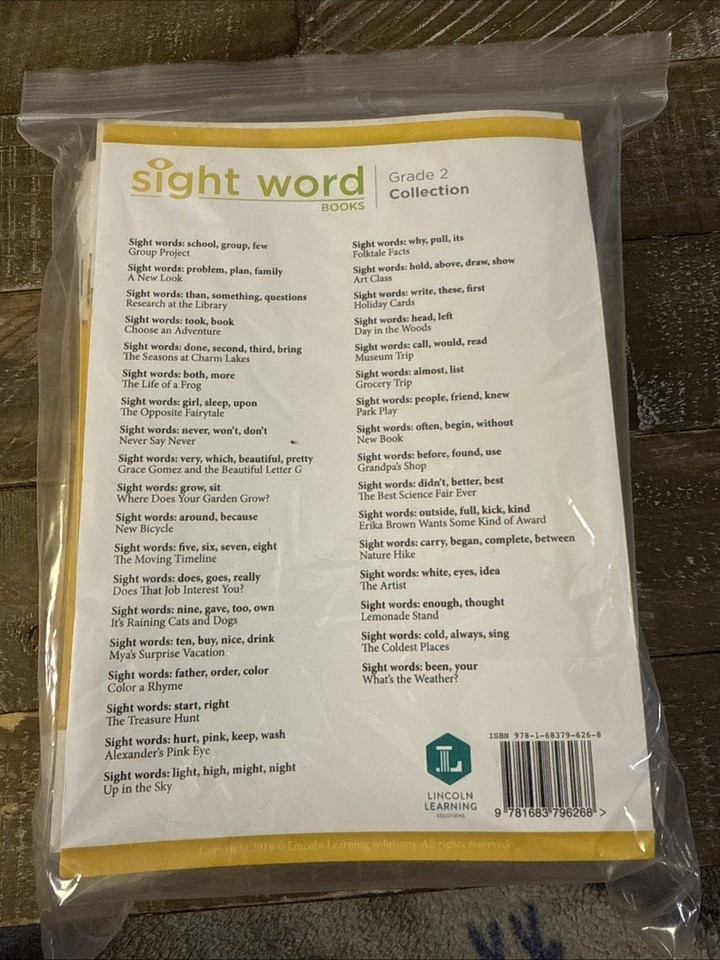 sight word
BOOKS
Grade 2
Collection
Sight words: school, group, few
Group Project
Sight words: problem, plan, family
A New Look
Sight words: than, something, questions
Research at the Library
Sight words: took, book
Choose an Adventure
Sight words: done, second, third, bring
The Seasons at Charm Lakes
Sight words: both, more
The Life of a Frog
Sight words: girl, sleep, upon
The Opposite Fairytale
Sight words: never, won't, don't
Never Say Never
Sight words: very, which, beautiful, pretty
Grace Gomez and the Beautiful Letter G
Sight words: grow, sit
Where Does Your Garden Grow?
Sight words: around, because
New Bicycle
Sight words: five, six, seven, eight
The Moving Timeline
Sight words: does, goes, really
Does That Job Interest You?
Sight words: nine, gave, too, own
It's Raining Cats and Dogs
Sight words: ten, buy, nice, drink
Mya's Surprise Vacation
Sight words: father, order, color
Color a Rhyme
Sight words: start, right
The Treasure Hunt
Sight words: hurt, pink, keep, wash
Alexander's Pink Eye
Sight words: light, high, might, night
Up in the Sky
Sight words: why, pull, its
Folktale Facts
Sight words: hold, above, draw, show
Art Class
Sight words: write, these, first
Holiday Cards
Sight words: head, left
Day in the Woods
Sight words: call, would, read
Museum Trip
Sight words: almost, list
Grocery Trip
Sight words: people, friend, knew
Park Play
Sight words: often, begin, without
New Book
Sight words: before, found, use
Grandpa's Shop
Sight words: didn't, better, best
The Best Science Fair Ever
Sight words: outside, full, kick, kind
Erika Brown Wants Some Kind of Award
Sight words: carry, began, complete, between
Nature Hike
Sight words: white, eyes, idea
The Artist
Sight words: enough, thought
Lemonade Stand
Sight words: cold, always, sing
The Coldest Places
Sight words: been, your
What's the Weather?
L
LINCOLN
LEARNING
SOLUTIONS
ISBN 978-1-68379-626-8
9 781683 796268 >
Copyright 2019 © Lincoln Learning Solutions. All rights reserved